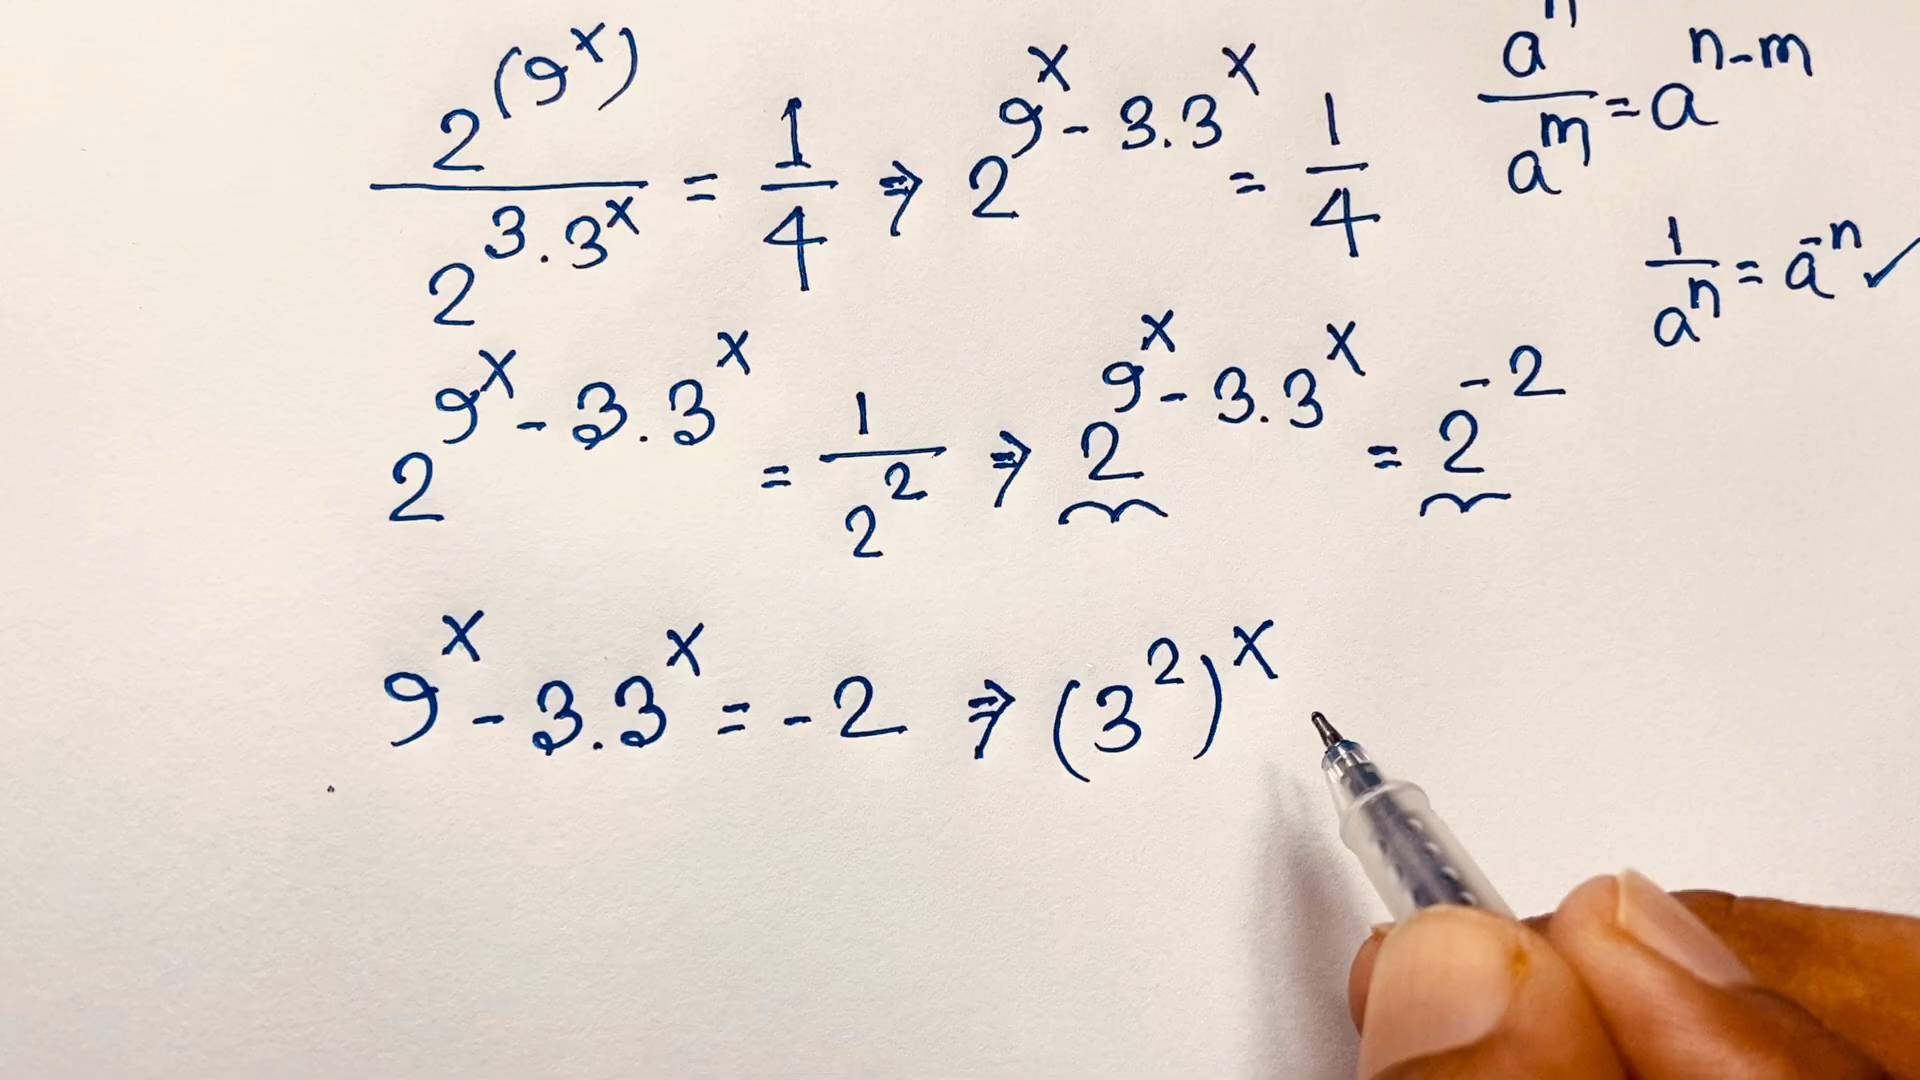 2^(9^x) / 2^(3.3^x) = 1/4 ⇒ 2^(9^x - 3.3^x) = 1/4
a^n / a^m = a^(n-m)
1/a^n = a^-n ✓
2^(9^x - 3.3^x) = 1/2^2 ⇒ 2^(9^x - 3.3^x) = 2^-2
9^x - 3.3^x = -2 ⇒ (3^2)^x